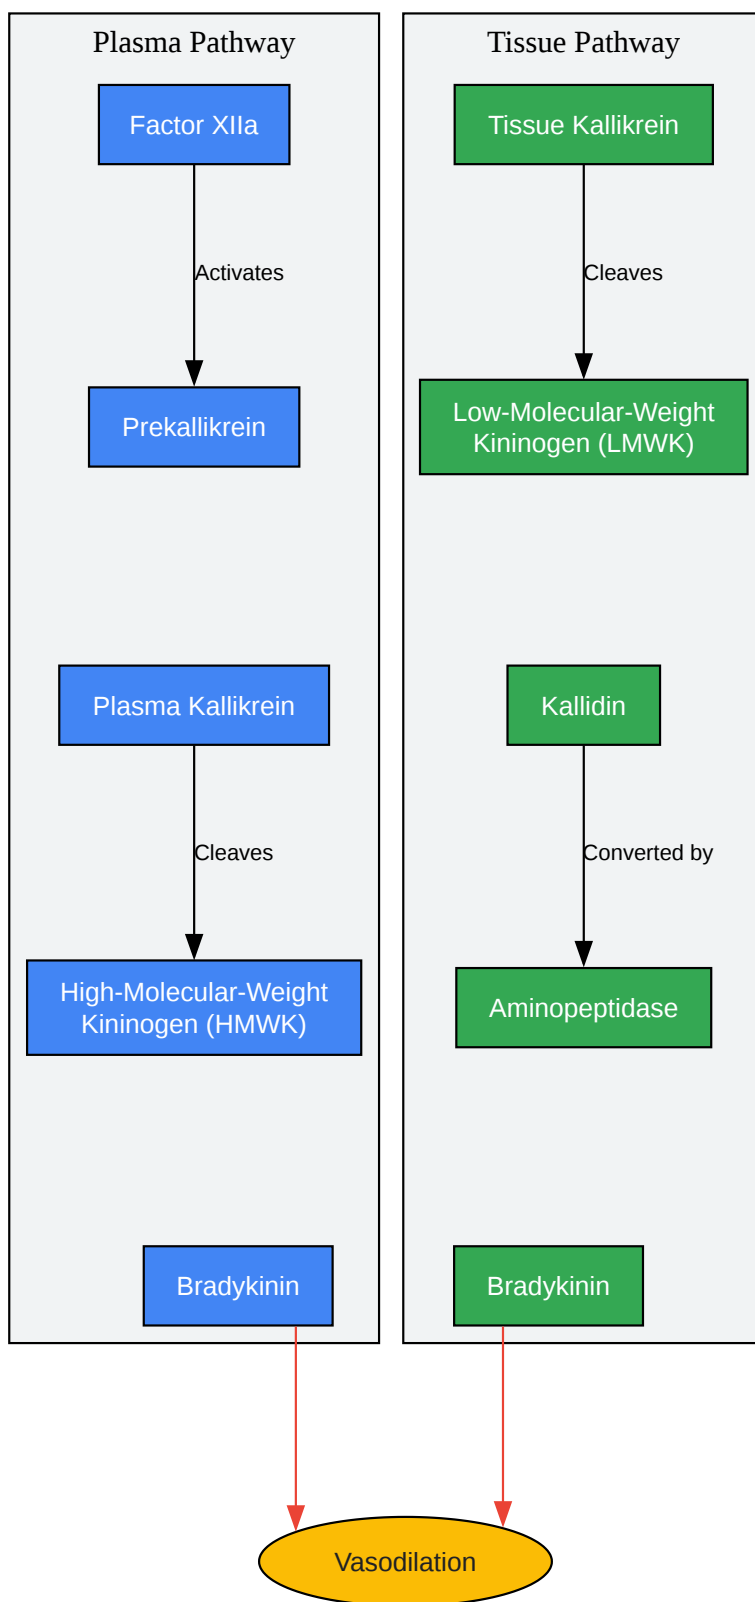 Plasma Pathway
Factor XIIa
Activates
Prekallikrein
Plasma Kallikrein
Cleaves
High-Molecular-Weight
Kininogen (HMWK)
Bradykinin
Tissue Pathway
Tissue Kallikrein
Cleaves
Low-Molecular-Weight
Kininogen (LMWK)
Kallidin
Converted by
Aminopeptidase
Bradykinin
Vasodilation